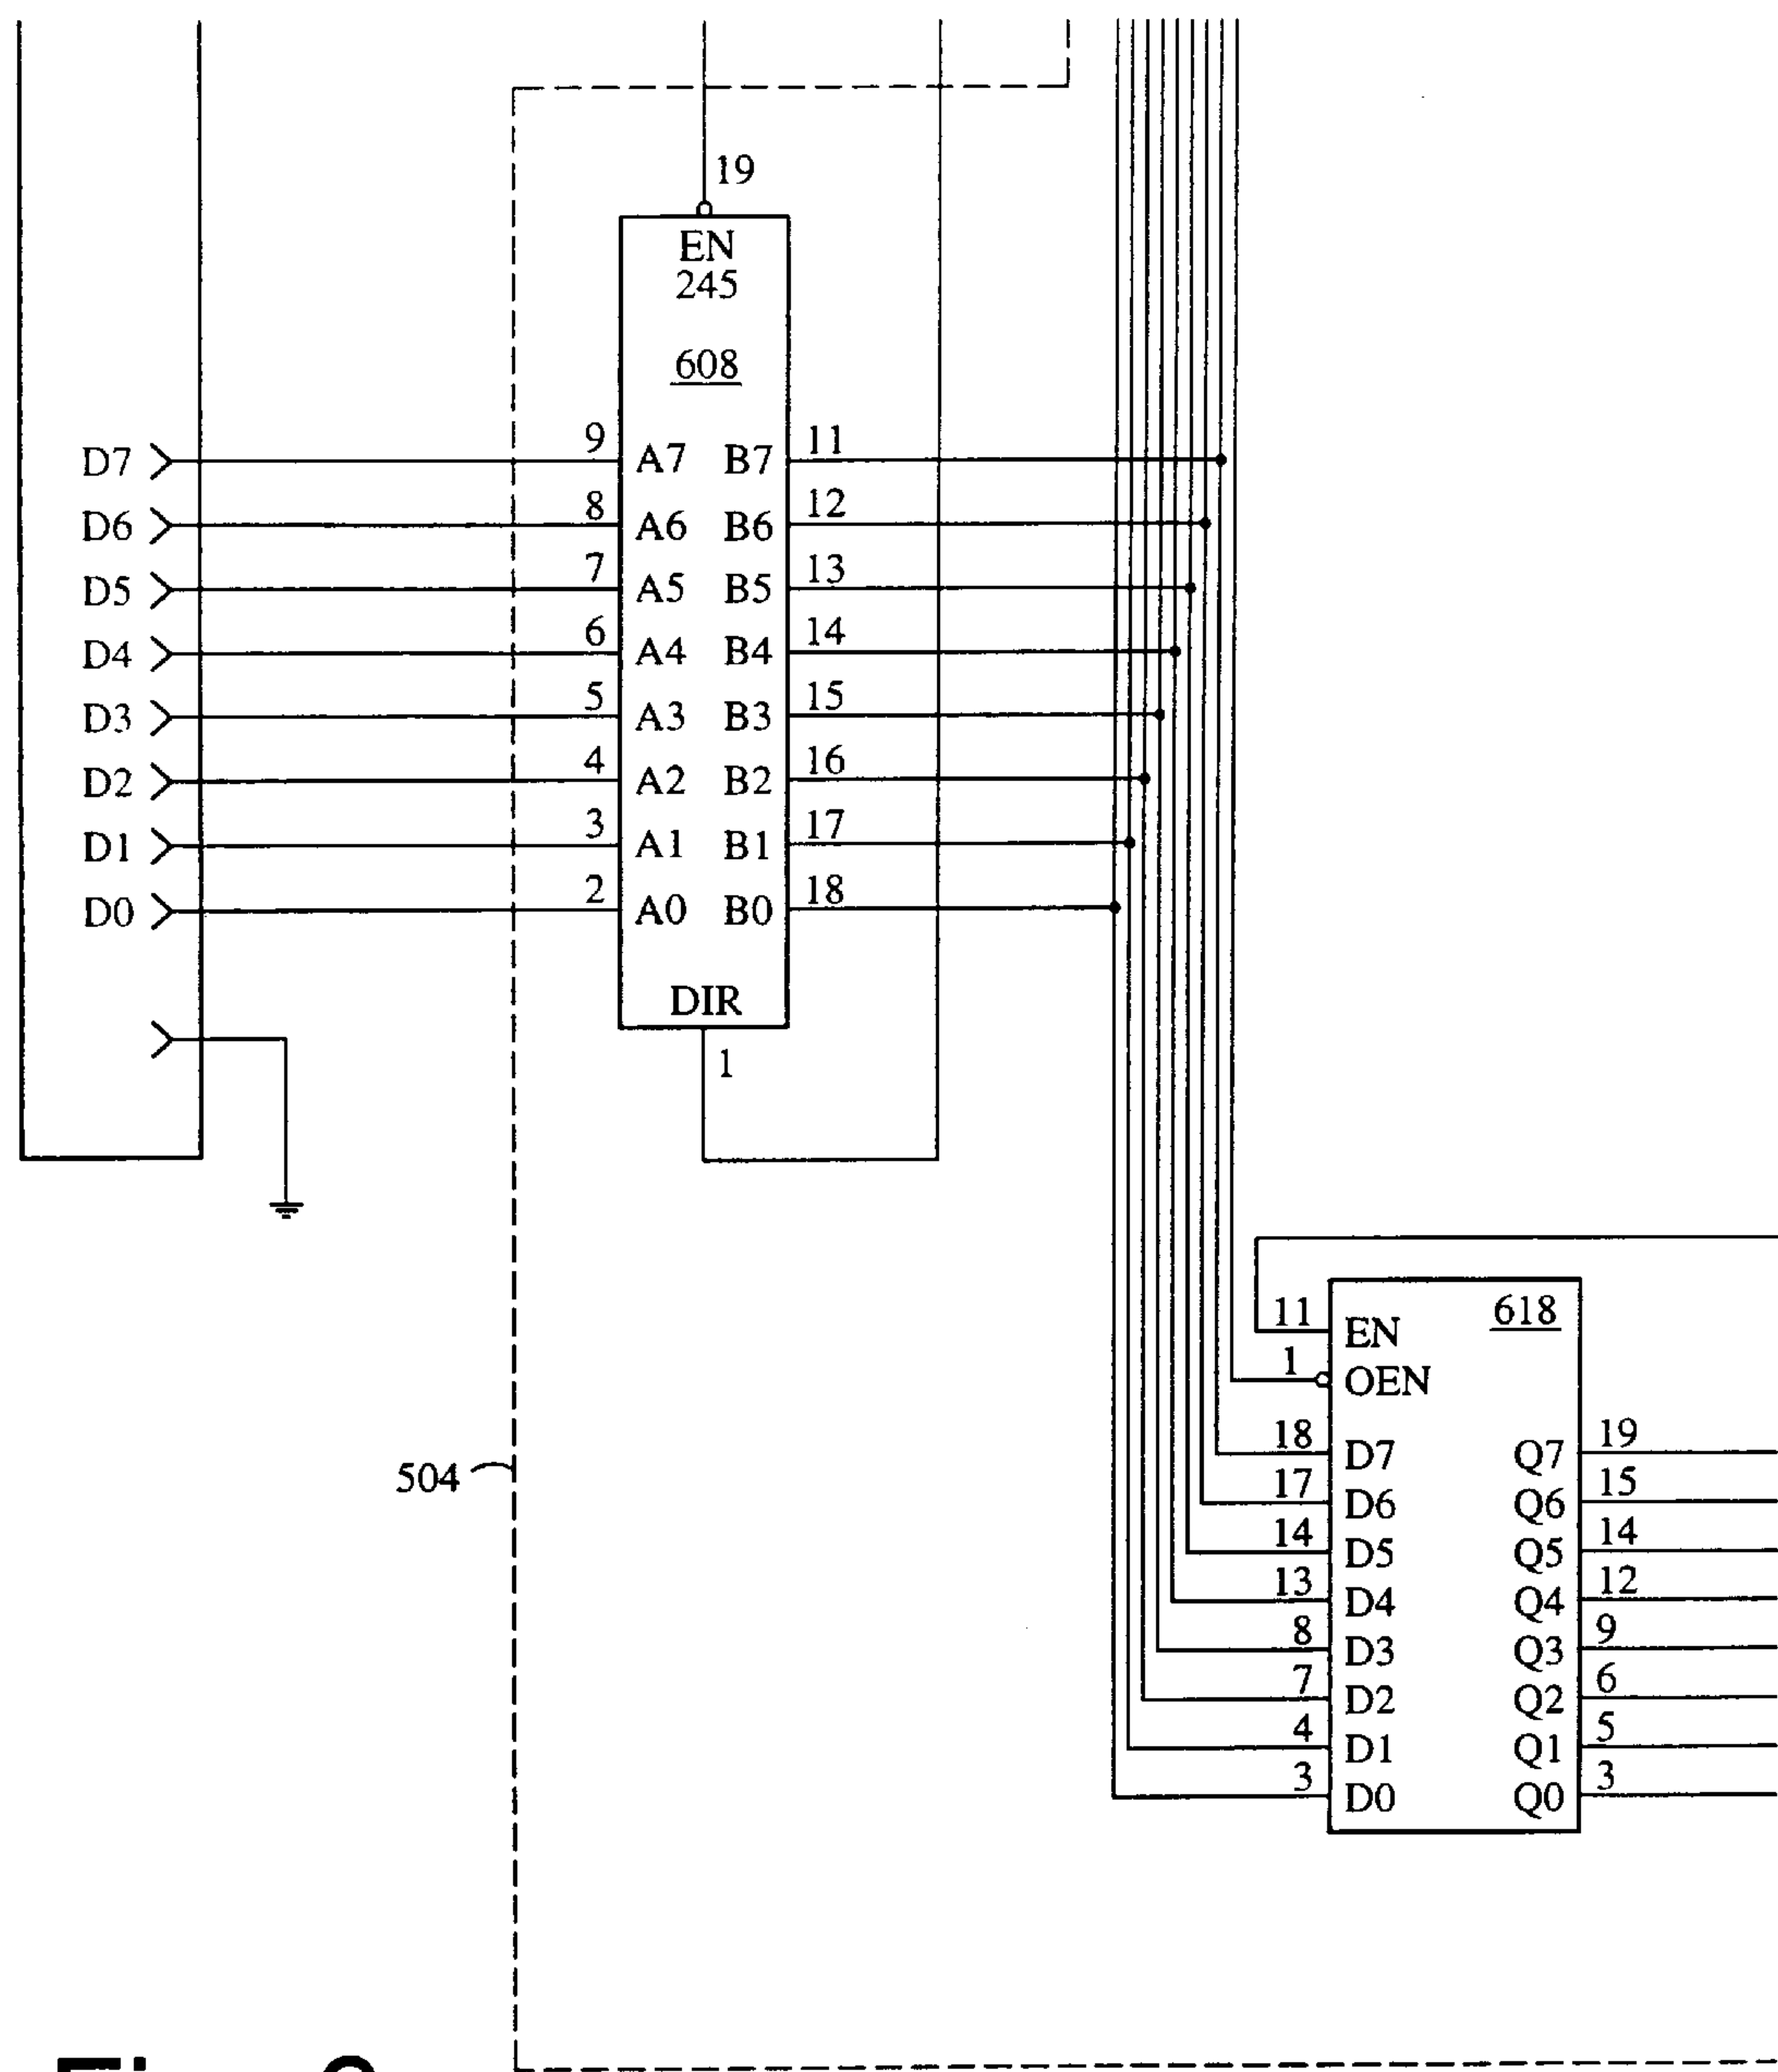 19
EN
245
608
D7 9 A7 B7 11
D6 8 A6 B6 12
D5 7 A5 B5 13
D4 6 A4 B4 14
D3 5 A3 B3 15
D2 4 A2 B2 16
D1 3 A1 B1 17
D0 2 A0 B0 18
DIR
1
618
11 EN
1 OEN
504
18 D7 Q7 19
17 D6 Q6 15
14 D5 Q5 14
13 D4 Q4 12
8 D3 Q3 9
7 D2 Q2 6
4 D1 Q1 5
3 D0 Q0 3